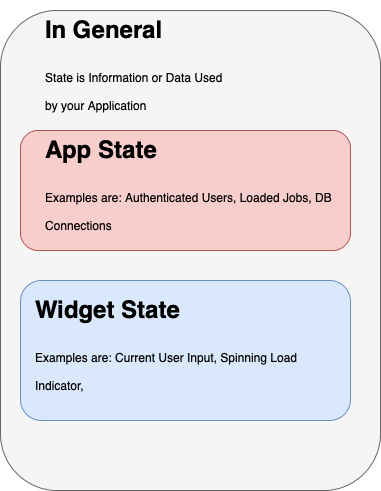 In General
State is Information or Data Used
by your Application
App State
Examples are: Authenticated Users, Loaded Jobs, DB
Connections
Widget State
Examples are: Current User Input, Spinning Load
Indicator,